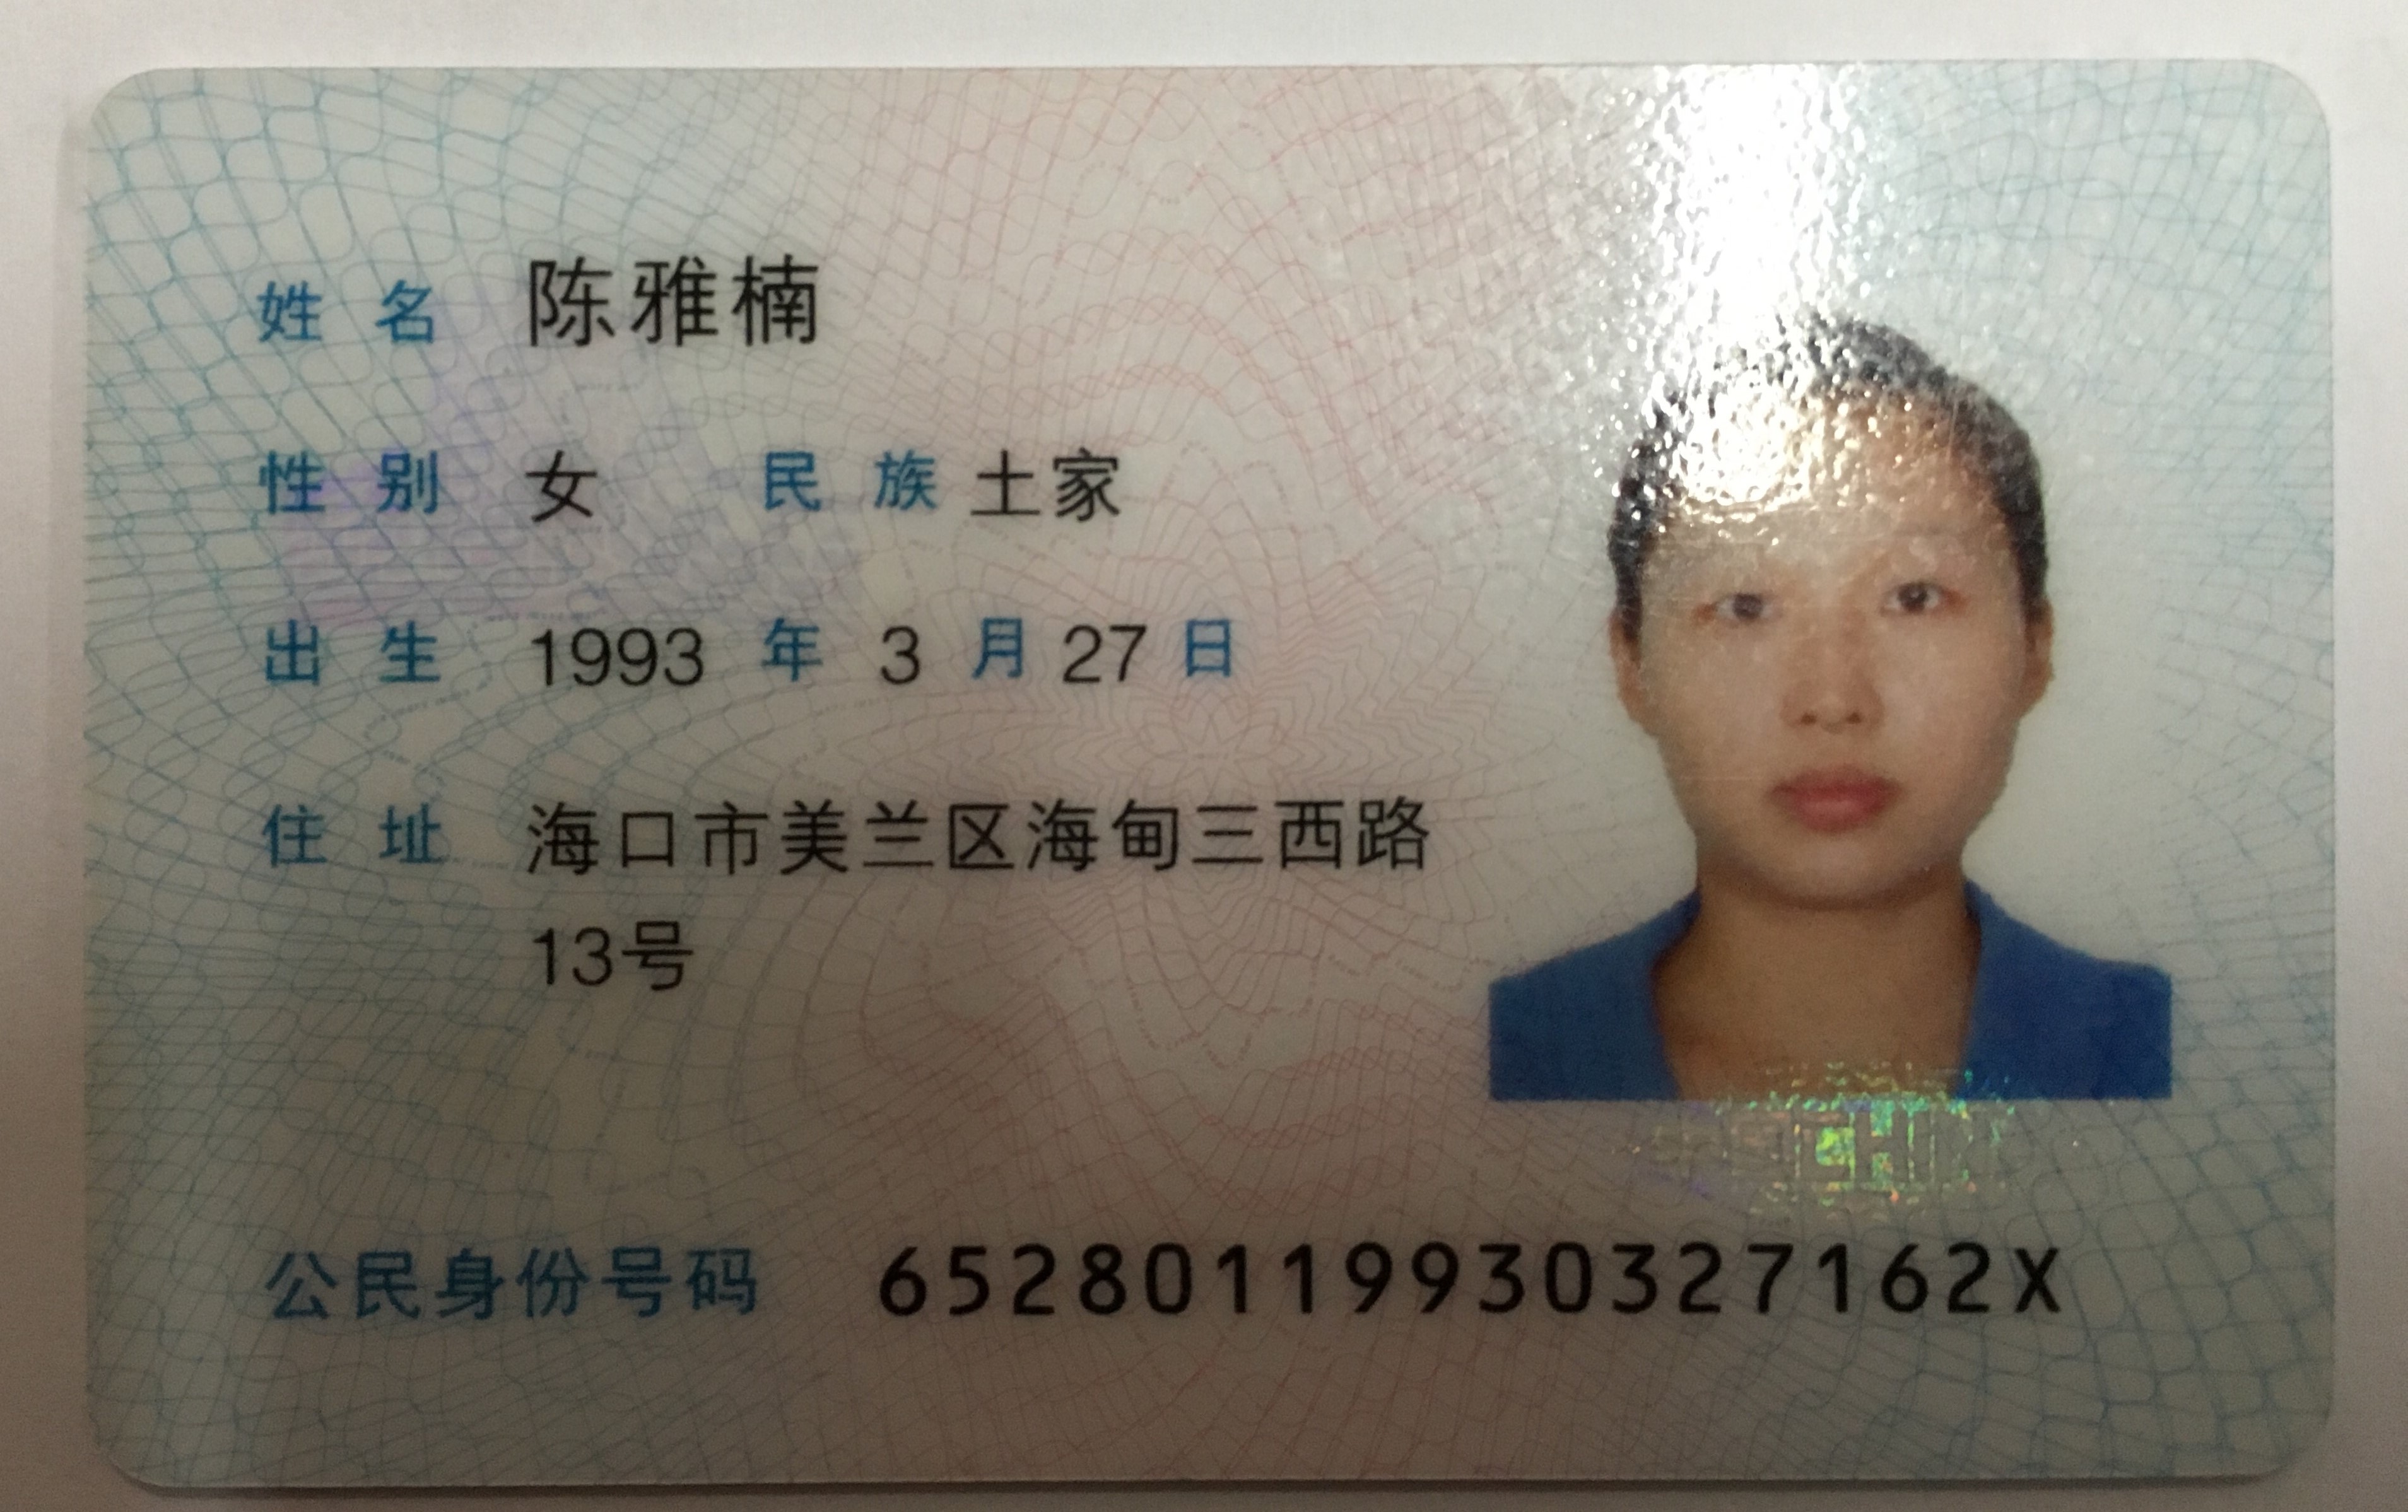 姓名 陈雅楠
性别 女 民族 土家
出生 1993 年 3 月 27 日
住址 海口市美兰区海甸三西路
13号
公民身份号码 65280119930327162X